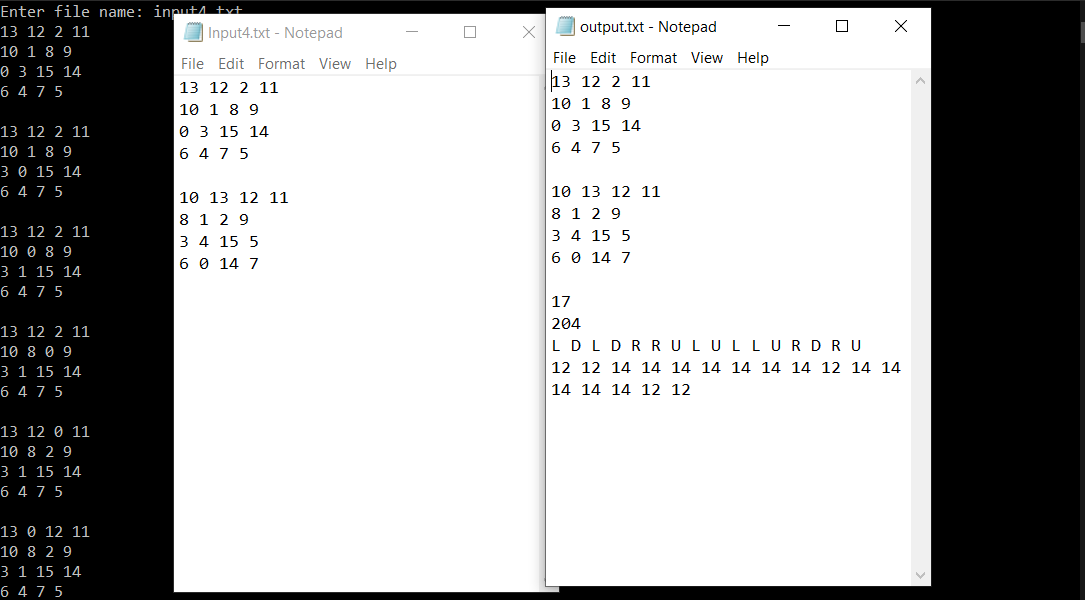 Enter file name: input4.txt
13 12 2 11
10 1 8 9
0 3 15 14
6 4 7 5
13 12 2 11
10 1 8 9
3 0 15 14
6 4 7 5
13 12 2 11
10 0 8 9
3 1 15 14
6 4 7 5
13 12 2 11
10 8 0 9
3 1 15 14
6 4 7 5
13 12 0 11
10 8 2 9
3 1 15 14
6 4 7 5
13 0 12 11
10 8 2 9
3 1 15 14
6 4 7 5
Input4.txt - Notepad
File Edit Format View Help
13 12 2 11
10 1 8 9
0 3 15 14
6 4 7 5
10 13 12 11
8 1 2 9
3 4 15 5
6 0 14 7
output.txt - Notepad
File Edit Format View Help
13 12 2 11
10 1 8 9
0 3 15 14
6 4 7 5
10 13 12 11
8 1 2 9
3 4 15 5
6 0 14 7
17
204
L D L D R R U L U L L U R D R U
12 12 14 14 14 14 14 14 14 12 14 14
14 14 14 12 12